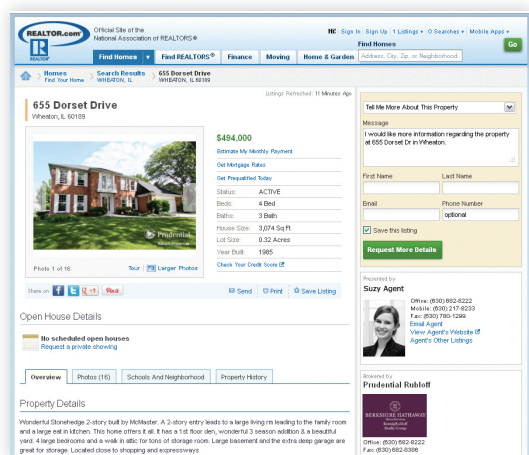 REALTOR.com®
Official Site of the
National Association of REALTORS®
Hi! Sign In Sign Up 1 Listings 0 Searches Mobile Apps
Find Homes Find REALTORS® Finance Moving Home & Garden
Find Homes
Address, City, Zip, or Neighborhood Go
REALTOR®
Homes
Find Your Home
Search Results
WHEATON, IL
655 Dorset Drive
WHEATON, IL 60189
Listings Refreshed: 11 Minutes Ago
655 Dorset Drive
Wheaton, IL 60189
Prudential
Photo 1 of 16 Tour Larger Photos
$494,000
Estimate My Monthly Payment
Get Mortgage Rates
Get Prequalified Today
Status: ACTIVE
Beds: 4 Bed
Baths: 3 Bath
House Size: 3,074 Sq Ft
Lot Size: 0.32 Acres
Year Built: 1985
Check Your Credit Score
Share on +1 Pin it
Send Print Save Listing
Open House Details
No scheduled open houses
Request a private showing
Overview Photos (16) Schools And Neighborhood Property History
Property Details
Wonderful Stonehedge 2-story built by McMaster. A 2-story entry leads to a large living rm leading to the family room
and a large eat in kitchen. This home offers it all. It has a 1st floor den, wonderful 3 season addition & a beautiful
yard. 4 large bedrooms and a walk in attic for tons of storage room. Large basement and the extra deep garage are
great for storage. Located close to shopping and expressways
Tell Me More About This Property
Message
I would like more information regarding the property
at 655 Dorset Dr in Wheaton.
First Name Last Name
Email Phone Number
optional
Save this listing
Request More Details
Presented by
Suzy Agent
Office: (630) 682-8222
Mobile: (630) 217-8233
Fax: (630) 780-1299
Email Agent
View Agent's Website
Agent's Other Listings
Brokered by
Prudential Rubloff
BERKSHIRE HATHAWAY
Office: (630) 682-8222
Fax: (630) 682-8386